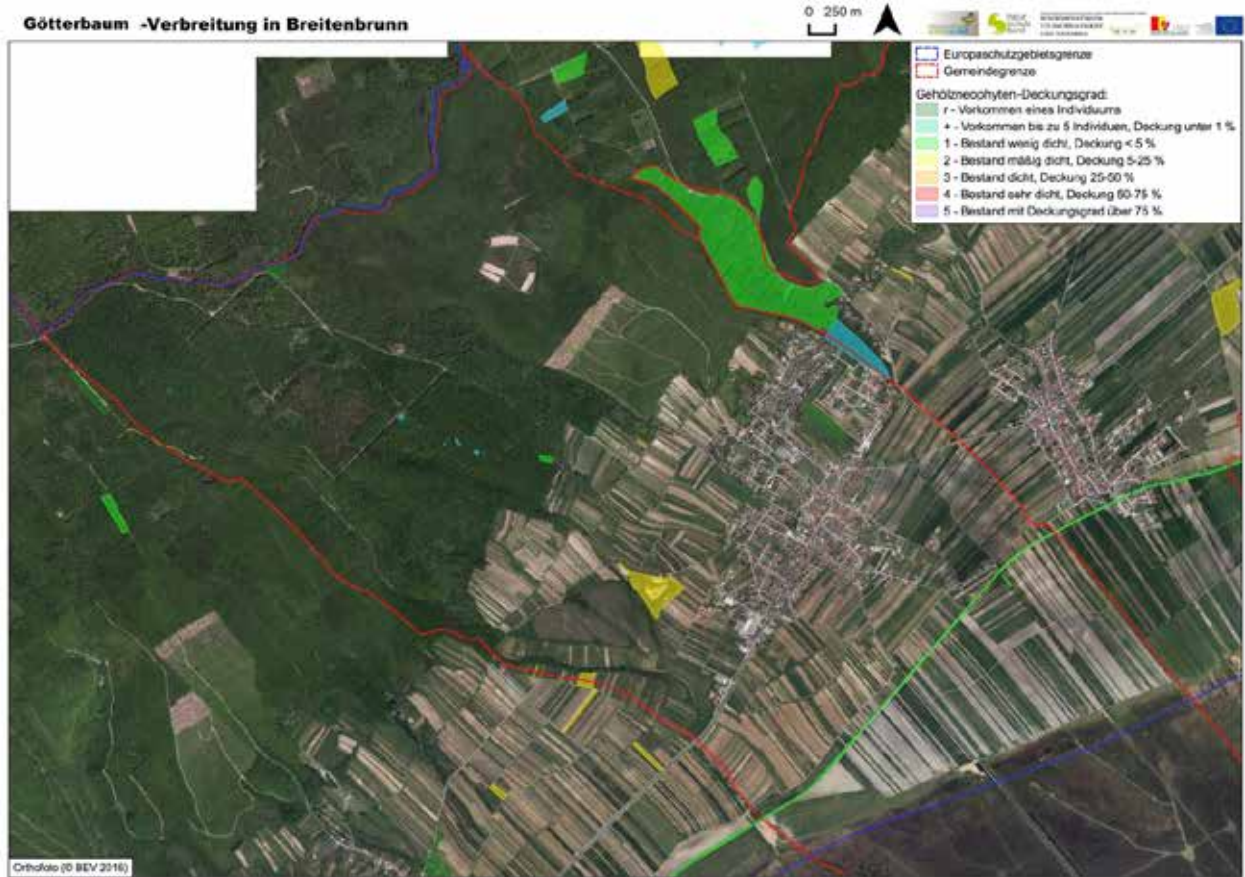 Götterbaum -Verbreitung in Breitenbrunn
0 250 m
Europaschutzgebietsgrenze
Gemeindegrenze
Gehölzneophyten-Deckungsgrad:
r - Vorkommen eines Individuums
+ - Vorkommen bis zu 5 Individuen, Deckung unter 1 %
1 - Bestand wenig dicht, Deckung < 5 %
2 - Bestand mäßig dicht, Deckung 5-25 %
3 - Bestand dicht, Deckung 25-50 %
4 - Bestand sehr dicht, Deckung 50-75 %
5 - Bestand mit Deckungsgrad über 75 %
Orthofoto (© BEV 2016)